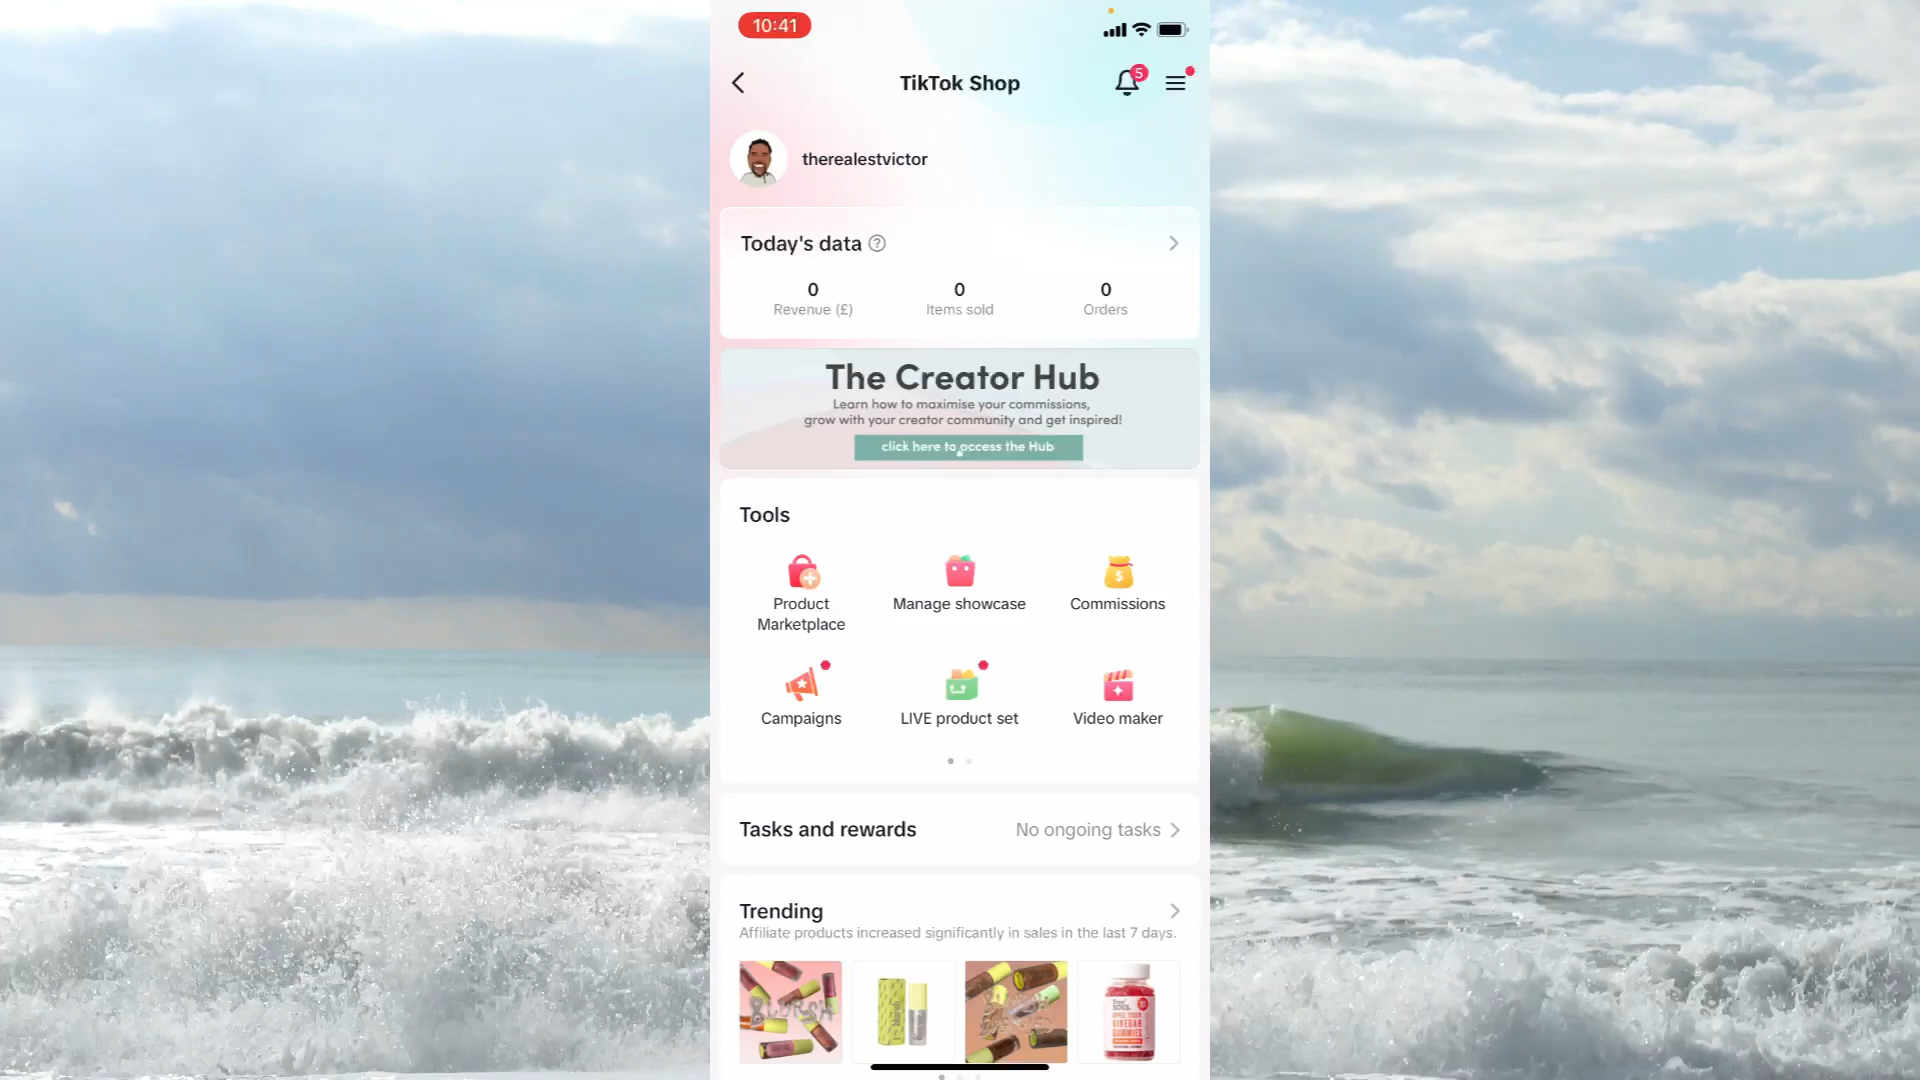 10:41
TikTok Shop
5
therealestvictor
Today's data
0 0 0
Revenue (£) Items sold Orders
The Creator Hub
Learn how to maximise your commissions,
grow with your creator community and get inspired!
click here to access the Hub
Tools
Product Marketplace
Manage showcase
Commissions
Campaigns
LIVE product set
Video maker
Tasks and rewards
No ongoing tasks
Trending
Affiliate products increased significantly in sales in the last 7 days.
VINEGAR
GUMMIES